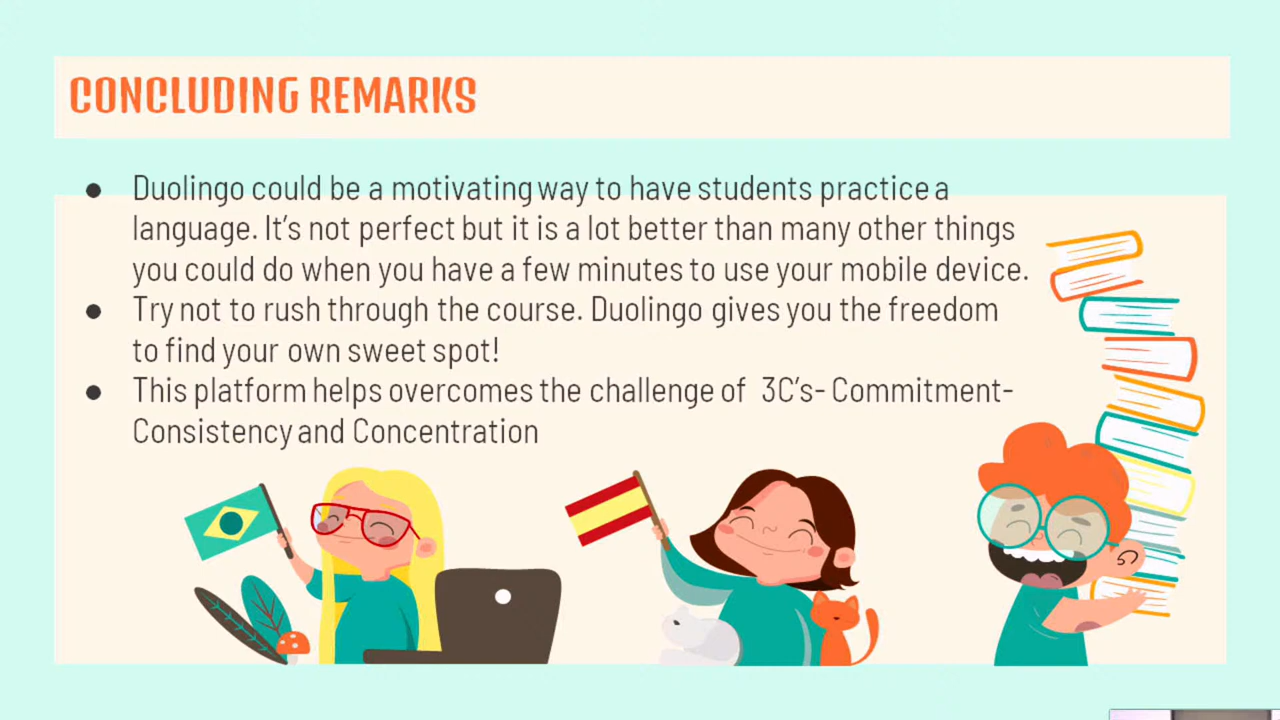 CONCLUDING REMARKS
● Duolingo could be a motivating way to have students practice a
language. It's not perfect but it is a lot better than many other things
you could do when you have a few minutes to use your mobile device.
● Try not to rush through the course. Duolingo gives you the freedom
to find your own sweet spot!
● This platform helps overcomes the challenge of 3C's- Commitment-
Consistency and Concentration